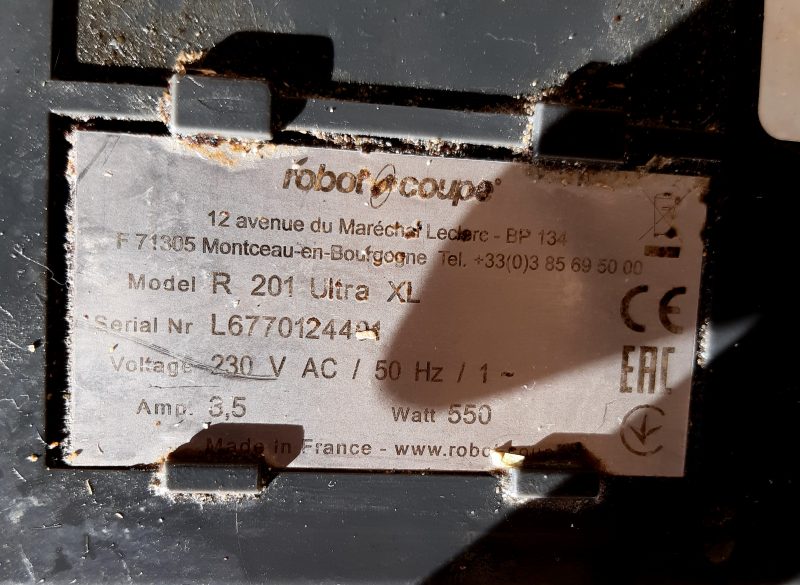 robot coupe®
12 avenue du Maréchal Leclerc - BP 134
F 71305 Montceau-en-Bourgogne Tel. +33(0)3 85 69 50 00
Model R 201 Ultra XL
Serial Nr
Voltage 230 V AC / 50 Hz / 1 ~
Amp. 3,5 Watt 550
Made in France -
CE
EAC